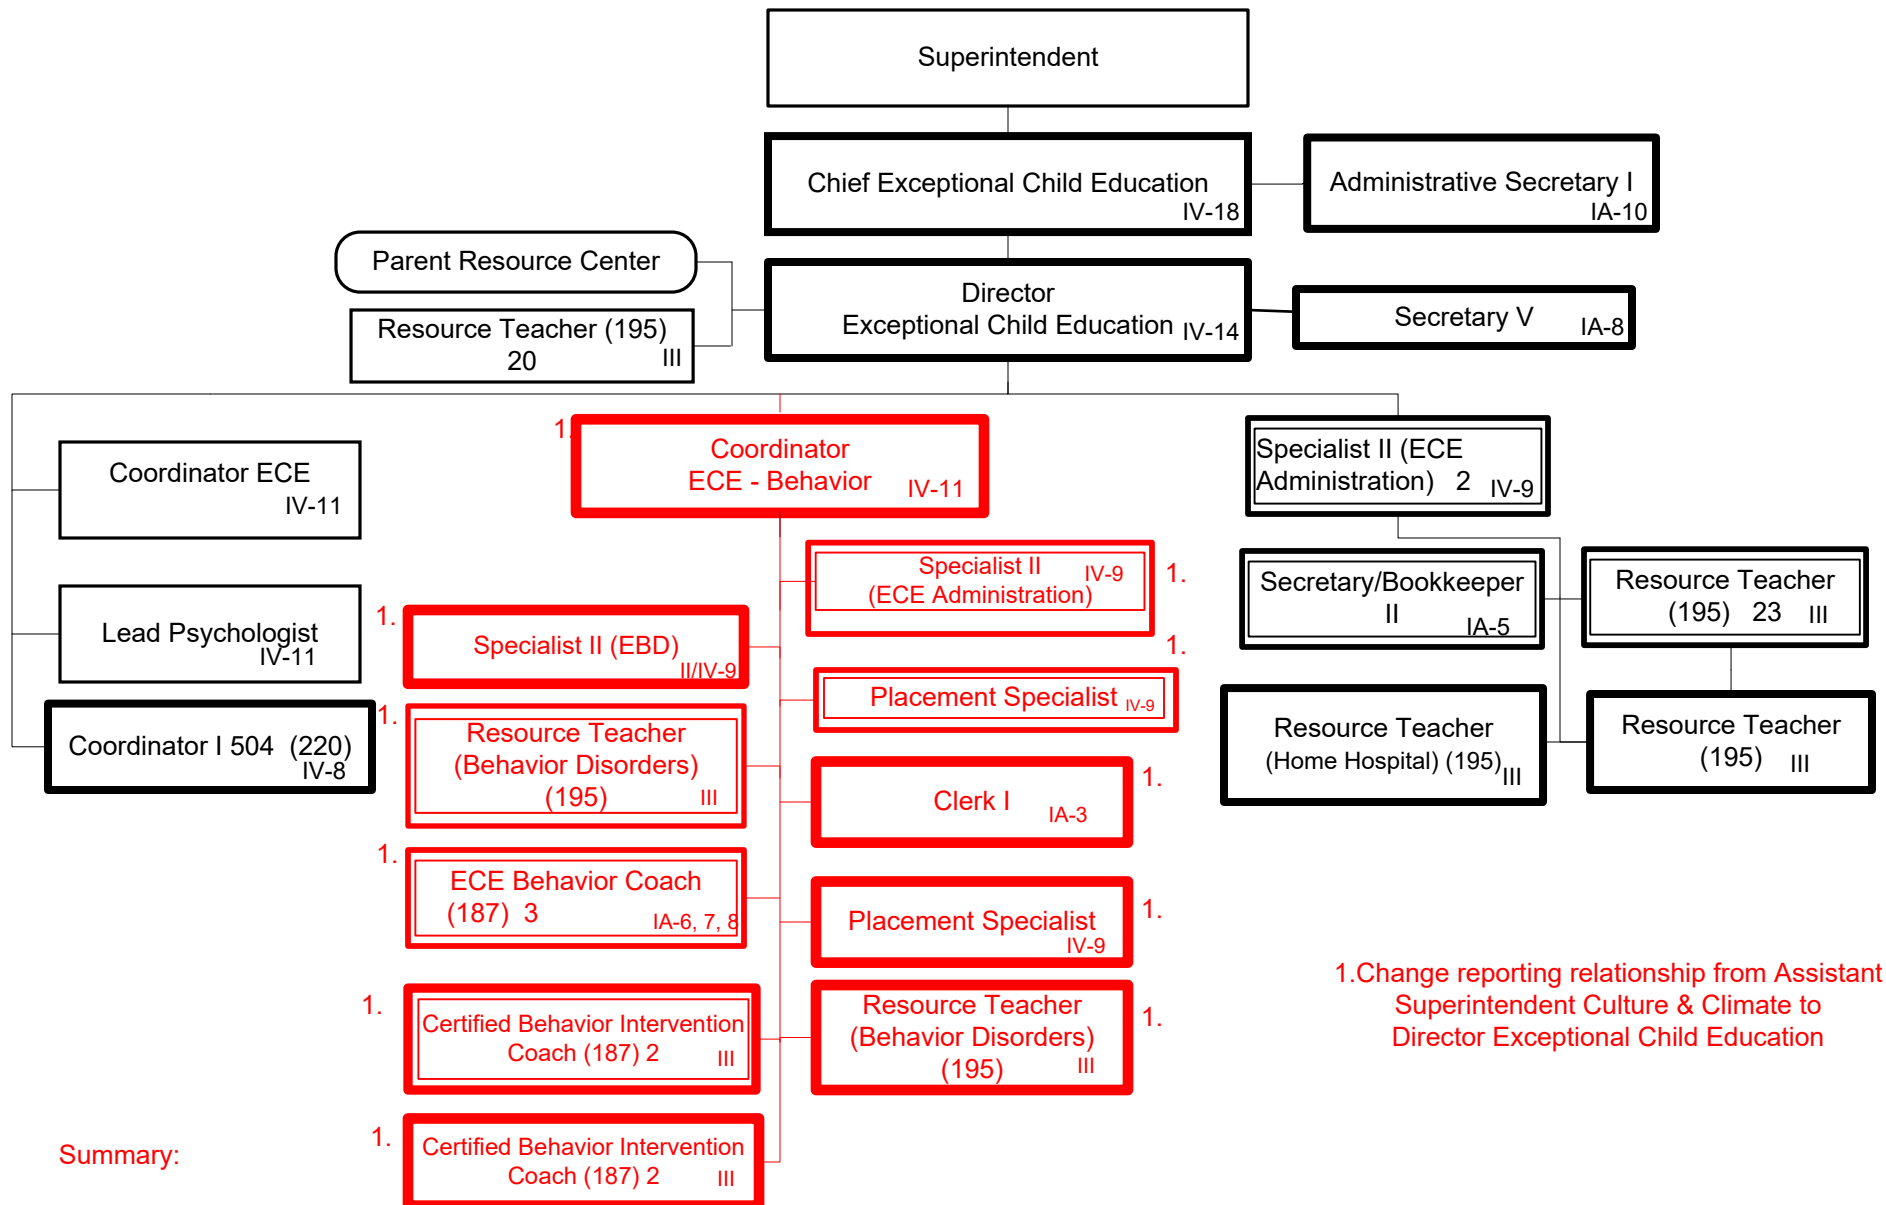 Superintendent
Chief Exceptional Child Education
IV-18
Administrative Secretary I
IA-10
Parent Resource Center
Director
Exceptional Child Education IV-14
Secretary V
IA-8
Resource Teacher (195)
20
III
1.
Coordinator
ECE - Behavior IV-11
Coordinator ECE
IV-11
Specialist II (ECE
Administration) 2 IV-9
Specialist II IV-9
(ECE Administration)
1.
Secretary/Bookkeeper
II
IA-5
Resource Teacher
(195) 23 III
Lead Psychologist
IV-11
1.
Specialist II (EBD)
II/IV-9
1.
Placement Specialist IV-9
Coordinator I 504 (220)
IV-8
1.
Resource Teacher
(Behavior Disorders)
(195) III
Resource Teacher
(Home Hospital) (195)
III
Resource Teacher
(195) III
Clerk I
IA-3
1.
1.
ECE Behavior Coach
(187) 3 IA-6, 7, 8
Placement Specialist
IV-9
1.
1.
Certified Behavior Intervention
Coach (187) 2 III
Resource Teacher
(Behavior Disorders)
(195) III
1.
1.Change reporting relationship from Assistant
Superintendent Culture & Climate to
Director Exceptional Child Education
Summary:
1.
Certified Behavior Intervention
Coach (187) 2 III